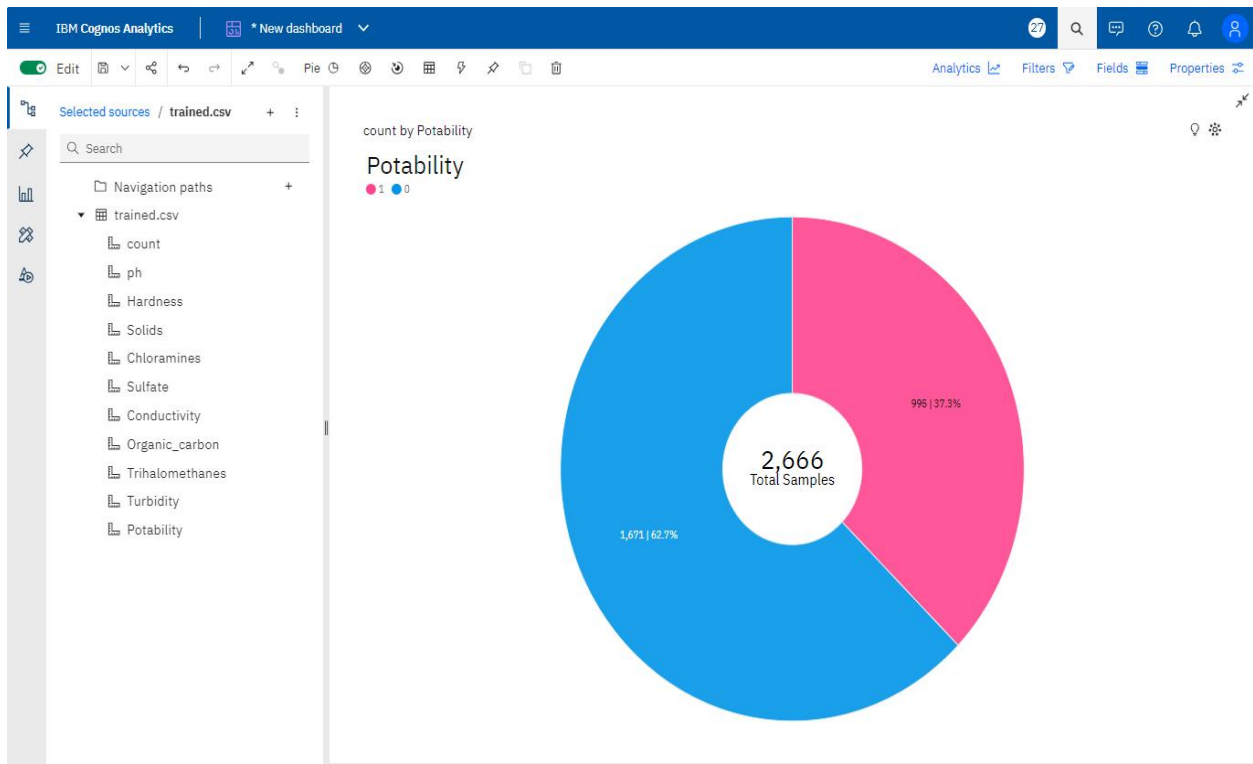 IBM Cognos Analytics
* New dashboard
27
Edit
Pie
Analytics
Filters
Fields
Properties
Selected sources / trained.csv
Search
Navigation paths
trained.csv
count
ph
Hardness
Solids
Chloramines
Sulfate
Conductivity
Organic_carbon
Trihalomethanes
Turbidity
Potability
count by Potability
Potability
1 0
995 | 37.3%
2,666
Total Samples
1,671 | 62.7%